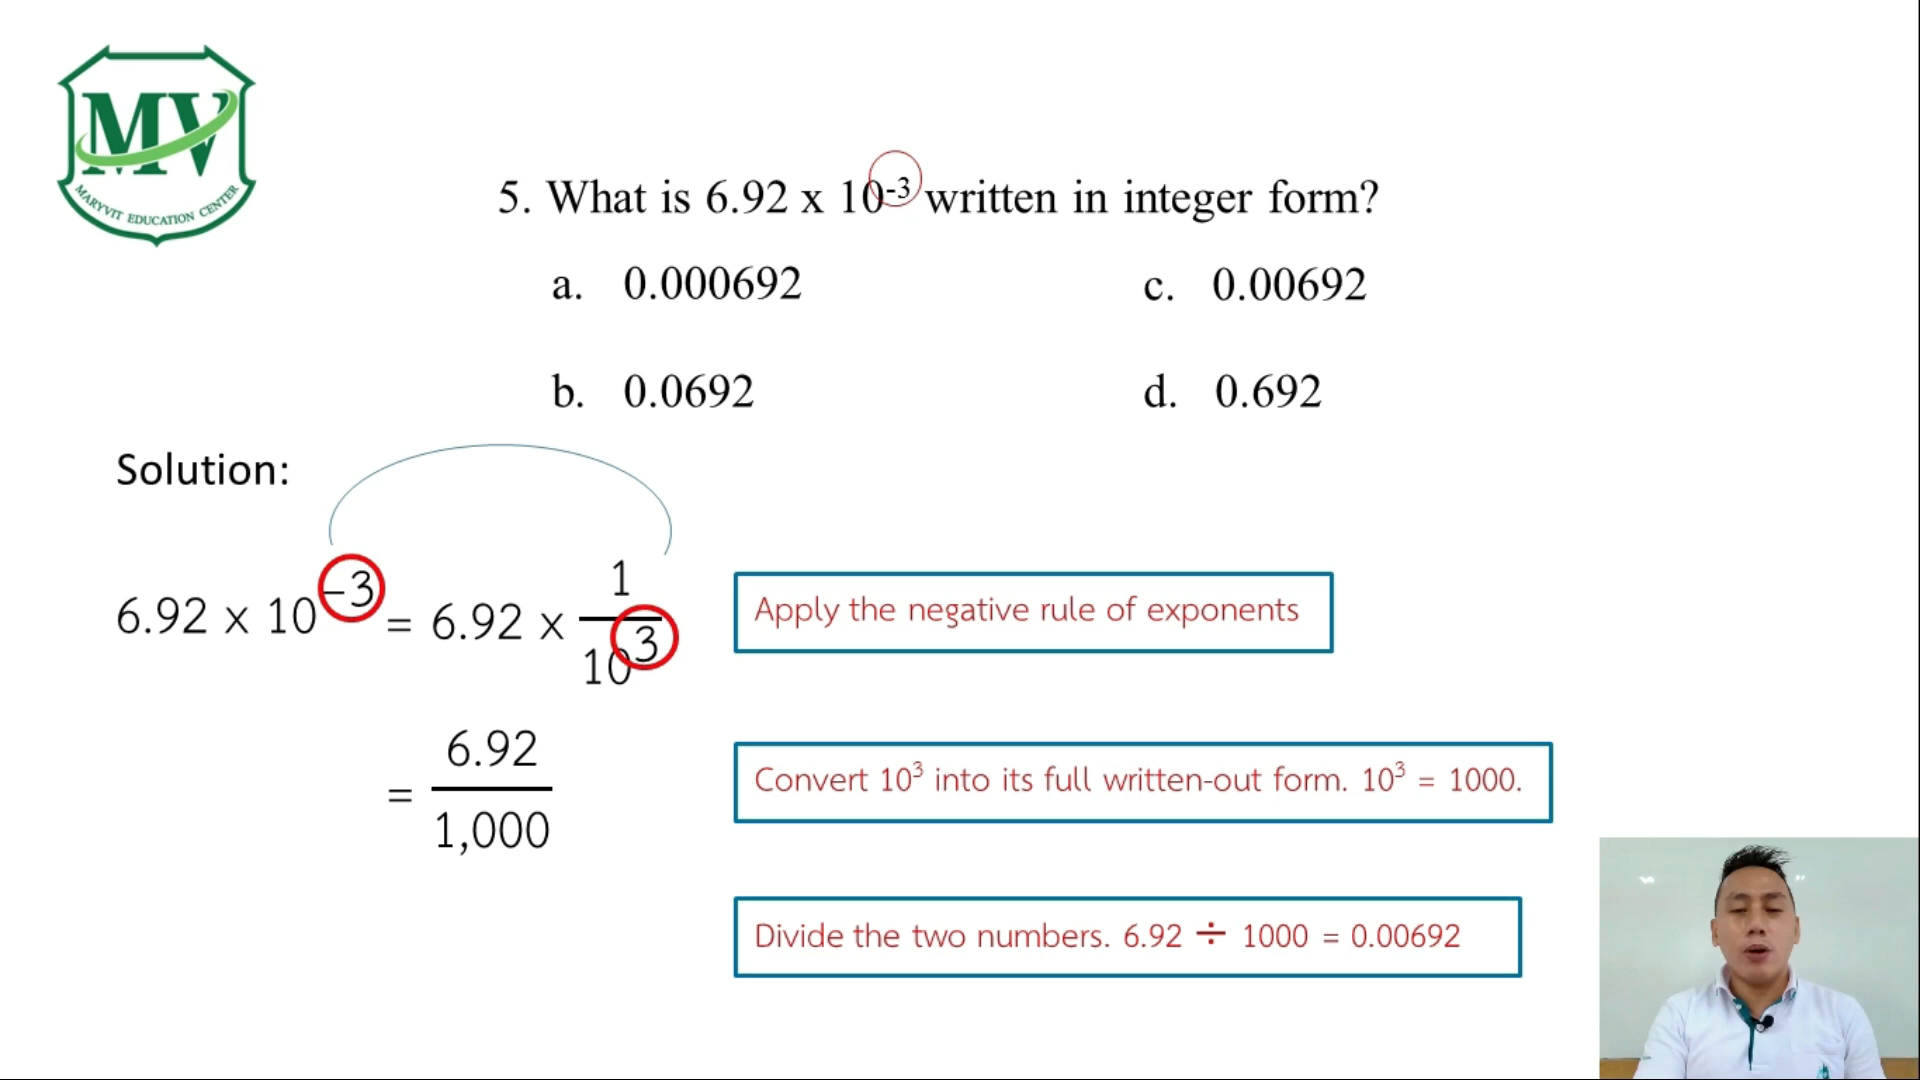 MV
MARYVIT EDUCATION CENTER
5. What is 6.92 x 10⁻³ written in integer form?
a. 0.000692
c. 0.00692
b. 0.0692
d. 0.692
Solution:
6.92 x 10⁻³ = 6.92 x 1/10³
Apply the negative rule of exponents
= 6.92/1,000
Convert 10³ into its full written-out form. 10³ = 1000.
Divide the two numbers. 6.92 ÷ 1000 = 0.00692